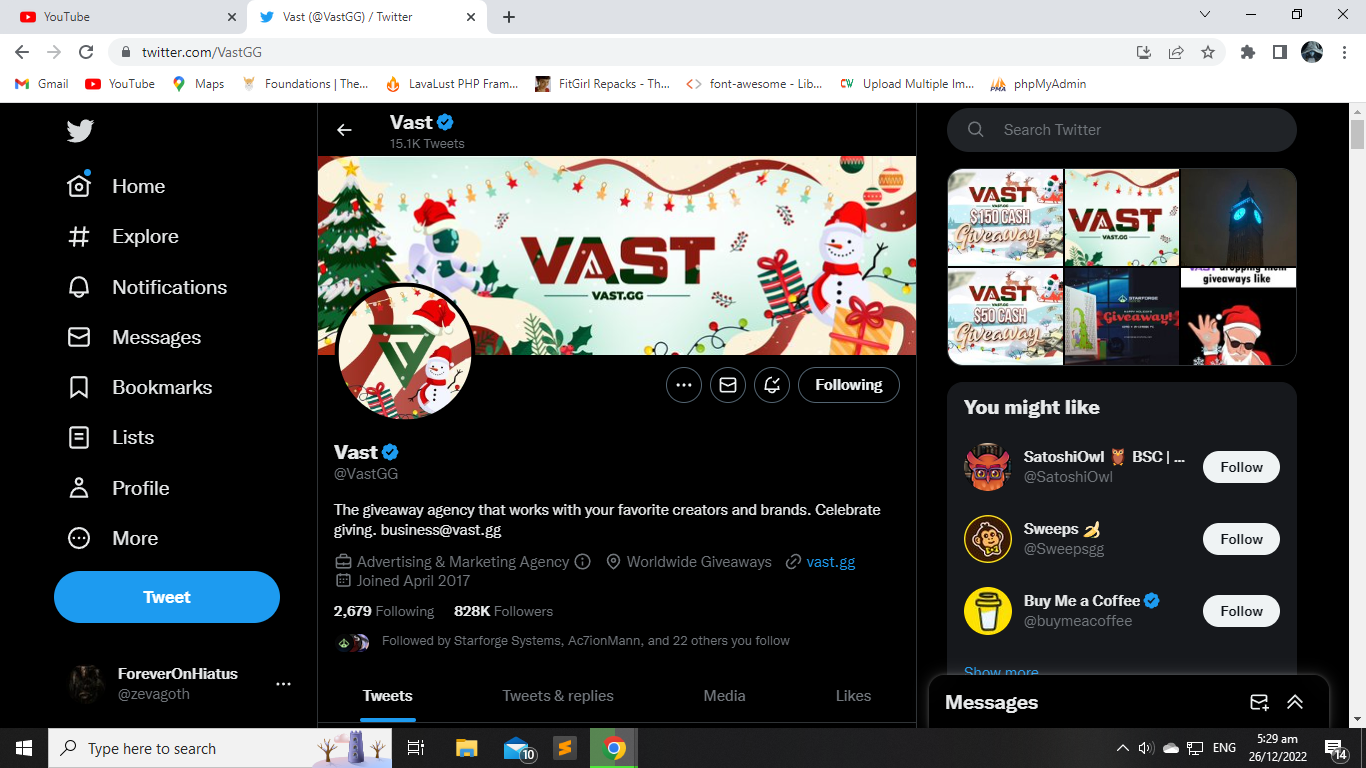 YouTube
Vast (@VastGG) / Twitter
twitter.com/VastGG
Gmail
YouTube
Maps
Foundations | The...
LavaLust PHP Fram...
FitGirl Repacks - Th...
font-awesome - Lib...
Upload Multiple Im...
phpMyAdmin
Home
Explore
Notifications
Messages
Bookmarks
Lists
Profile
More
Tweet
ForeverOnHiatus
@zevagoth
Vast
15.1K Tweets
VAST
VAST.GG
Following
Vast
@VastGG
The giveaway agency that works with your favorite creators and brands. Celebrate
giving. business@vast.gg
Advertising & Marketing Agency
Worldwide Giveaways
vast.gg
Joined April 2017
2,679 Following 828K Followers
Followed by Starforge Systems, Ac7ionMann, and 22 others you follow
Tweets
Tweets & replies
Media
Likes
Search Twitter
VAST
VAST.GG
$150 CASH
Giveaway
VAST
VAST.GG
VAST
VAST.GG
$50 CASH
Giveaway
STARFORGE
Giveaway!
giveaways like
You might like
SatoshiOwl 🦉 BSC | ...
@SatoshiOwl
Follow
Sweeps 🍌
@Sweepsgg
Follow
Buy Me a Coffee
@buymeacoffee
Follow
Show more
Messages
Type here to search
10
ENG
5:29 am
26/12/2022
14